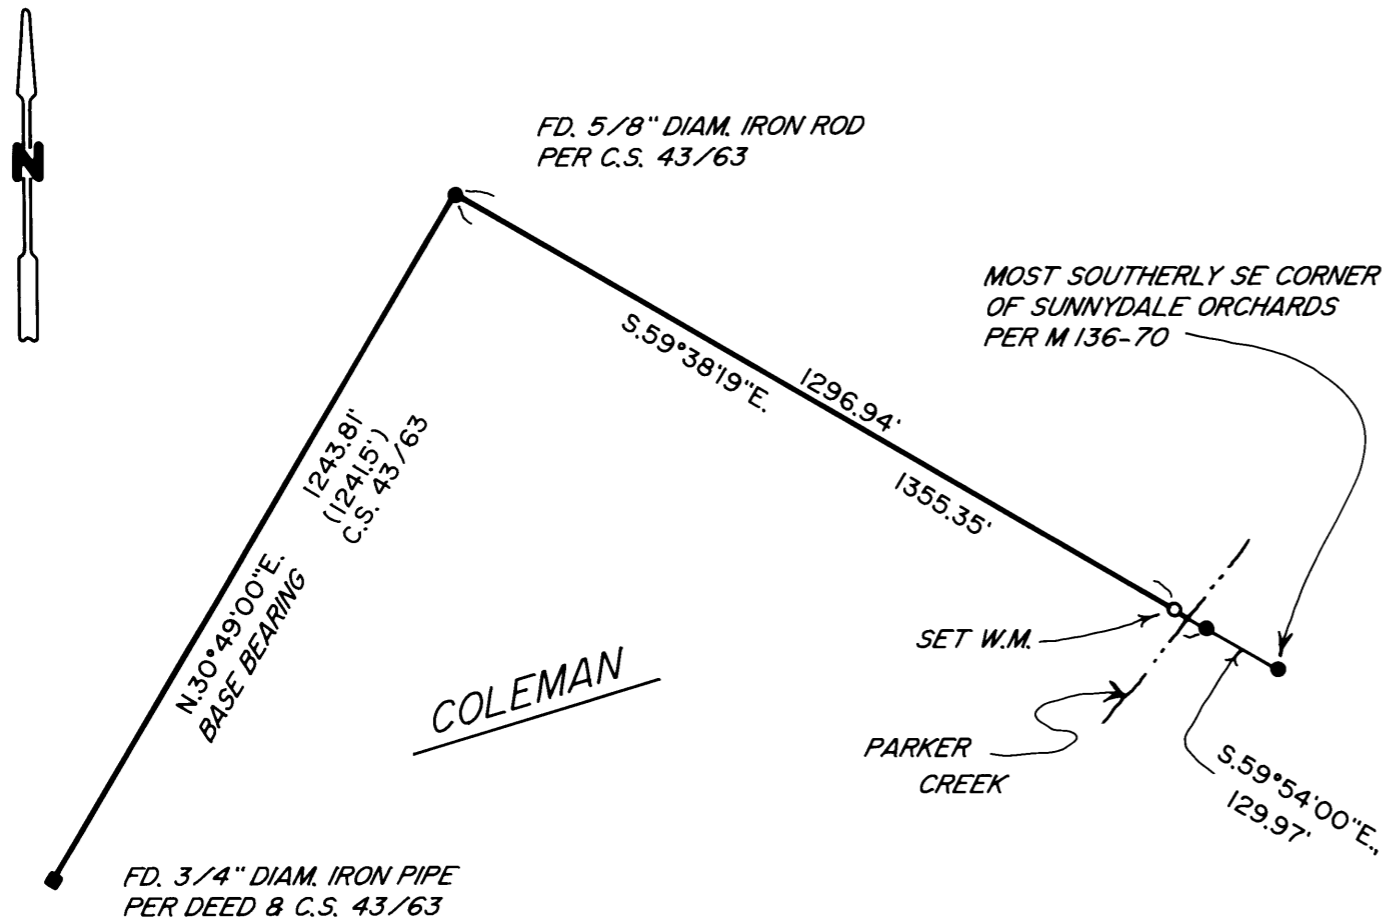 N
FD. 5/8" DIAM. IRON ROD
PER C.S. 43/63
MOST SOUTHERLY SE CORNER
OF SUNNYDALE ORCHARDS
PER M 136-70
S.59°38'19"E.
1296.94'
1355.35'
1243.81'
(1241.5')
C.S. 43/63
N.30°49'00"E.
BASE BEARING
SET W.M.
COLEMAN
PARKER
CREEK
S.59°54'00"E.,
129.97'
FD. 3/4" DIAM. IRON PIPE
PER DEED & C.S. 43/63